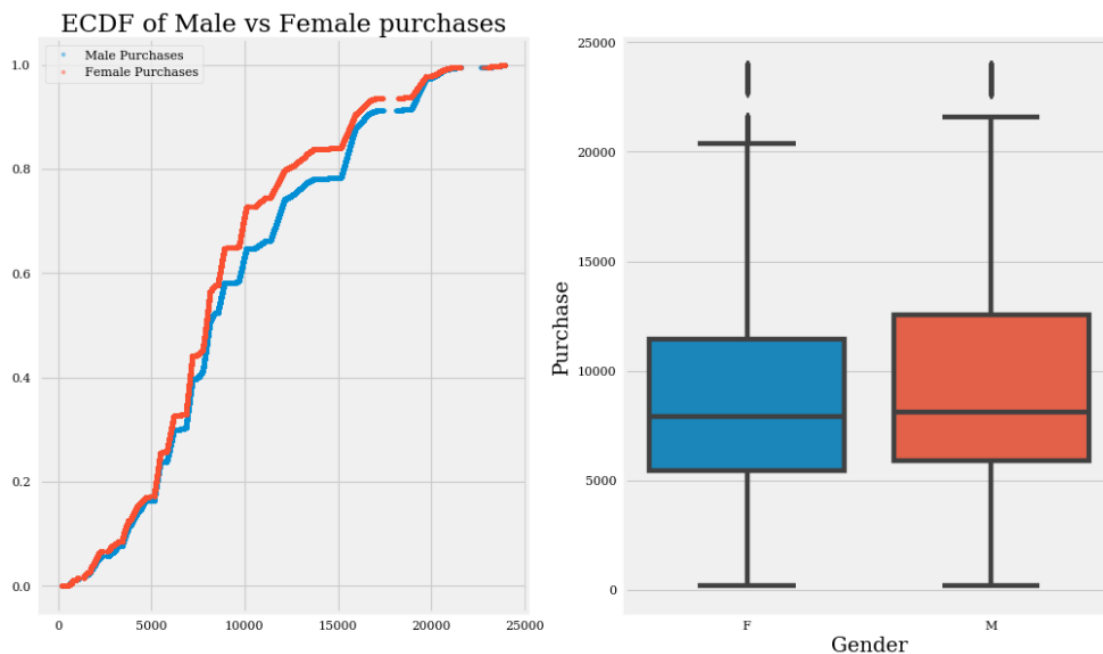 ECDF of Male vs Female purchases
Male Purchases
Female Purchases
1.0
0.8
0.6
0.4
0.2
0.0
0 5000 10000 15000 20000 25000
25000
20000
15000
10000
5000
0
Purchase
F M
Gender